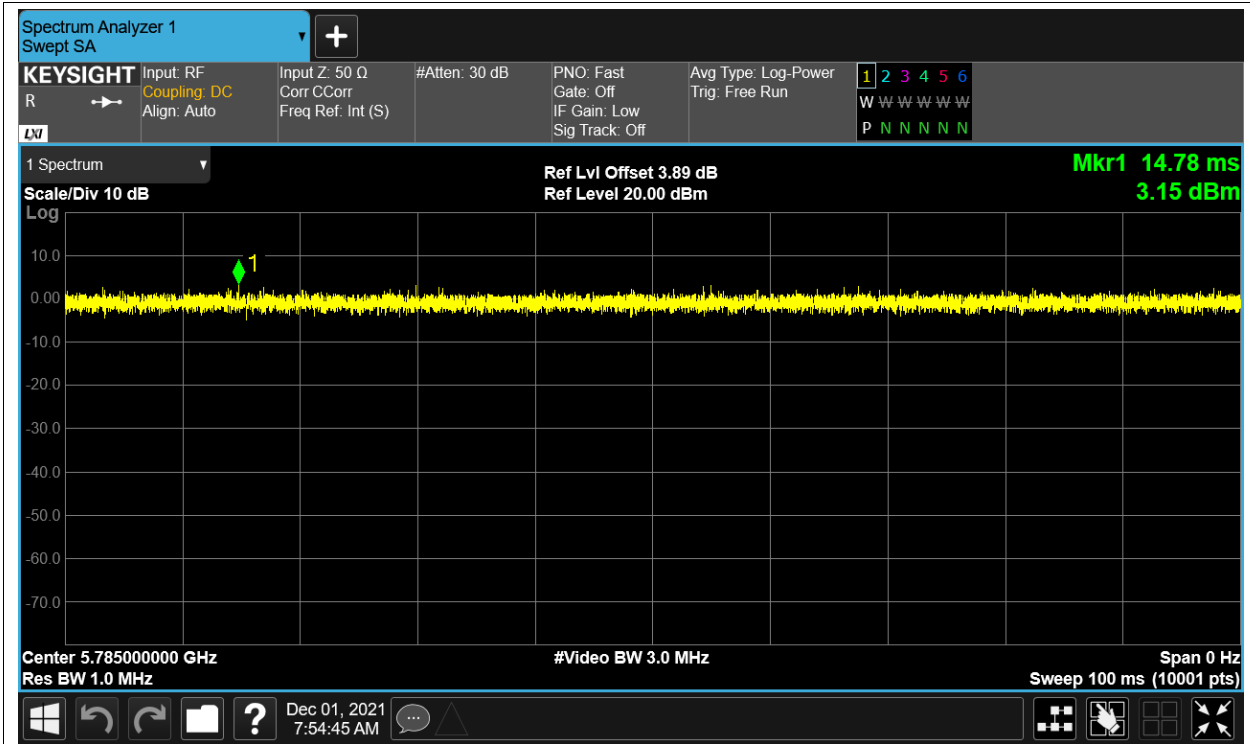 Spectrum Analyzer 1
Swept SA
KEYSIGHT
R
LXI
Input: RF
Coupling: DC
Align: Auto
Input Z: 50 Ω
Corr CCorr
Freq Ref: Int (S)
#Atten: 30 dB
PNO: Fast
Gate: Off
IF Gain: Low
Sig Track: Off
Avg Type: Log-Power
Trig: Free Run
1 2 3 4 5 6
W W W W W W
P N N N N N
1 Spectrum
Scale/Div 10 dB
Log
Ref Lvl Offset 3.89 dB
Ref Level 20.00 dBm
Mkr1 14.78 ms
3.15 dBm
1
10.0
0.00
-10.0
-20.0
-30.0
-40.0
-50.0
-60.0
-70.0
Center 5.785000000 GHz
#Video BW 3.0 MHz
Span 0 Hz
Res BW 1.0 MHz
Sweep 100 ms (10001 pts)
?
Dec 01, 2021
7:54:45 AM